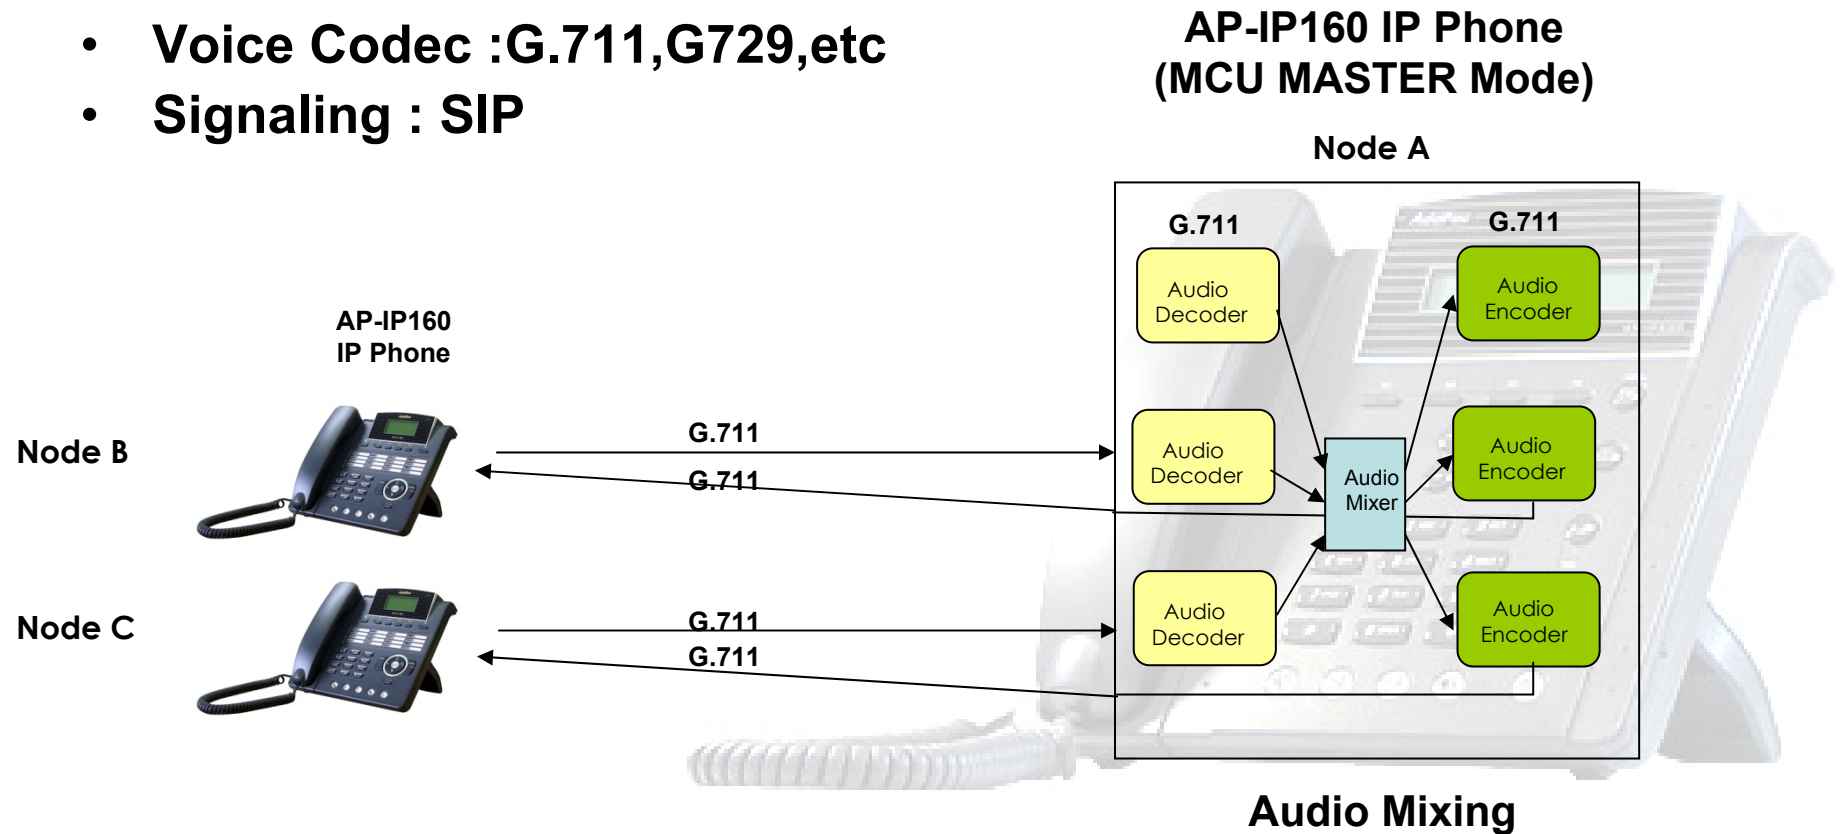 • Voice Codec :G.711,G729,etc
• Signaling : SIP
AP-IP160 IP Phone
(MCU MASTER Mode)
Node A
G.711
G.711
Audio
Decoder
Audio
Encoder
AP-IP160
IP Phone
Node B
G.711
G.711
Audio
Decoder
Audio
Mixer
Audio
Encoder
Node C
G.711
G.711
Audio
Decoder
Audio
Encoder
Audio Mixing